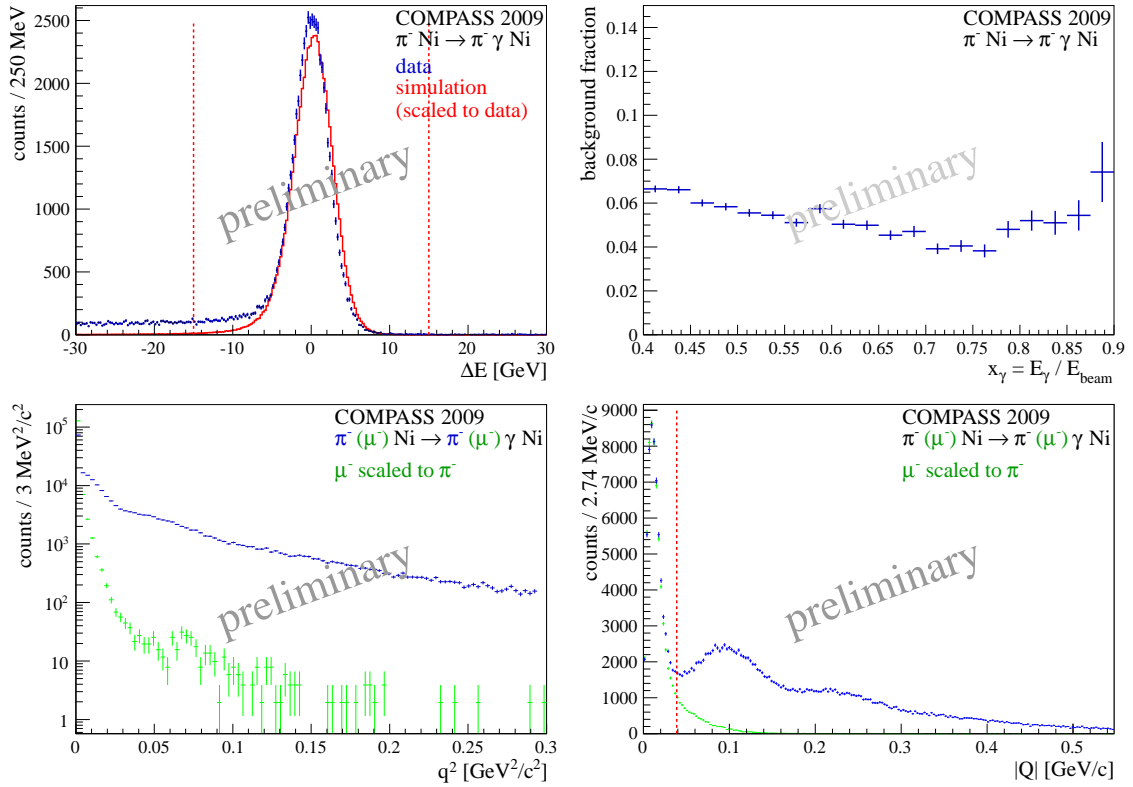 COMPASS 2009
π⁻ Ni → π⁻ γ Ni
data
simulation
(scaled to data)
preliminary
counts / 250 MeV
2500
2000
1500
1000
500
0
-30 -20 -10 0 10 20 30
ΔE [GeV]
COMPASS 2009
π⁻ Ni → π⁻ γ Ni
preliminary
background fraction
0.14
0.12
0.10
0.08
0.06
0.04
0.02
0.00
0.4 0.45 0.5 0.55 0.6 0.65 0.7 0.75 0.8 0.85 0.9
x_γ = E_γ / E_beam
COMPASS 2009
π⁻ (μ⁻) Ni → π⁻ (μ⁻) γ Ni
μ⁻ scaled to π⁻
preliminary
counts / 3 MeV²/c²
10⁵
10⁴
10³
10²
10
1
0 0.05 0.1 0.15 0.2 0.25 0.3
q² [GeV²/c²]
COMPASS 2009
π⁻ (μ⁻) Ni → π⁻ (μ⁻) γ Ni
μ⁻ scaled to π⁻
preliminary
counts / 2.74 MeV/c
9000
8000
7000
6000
5000
4000
3000
2000
1000
0
0 0.1 0.2 0.3 0.4 0.5
|Q| [GeV/c]